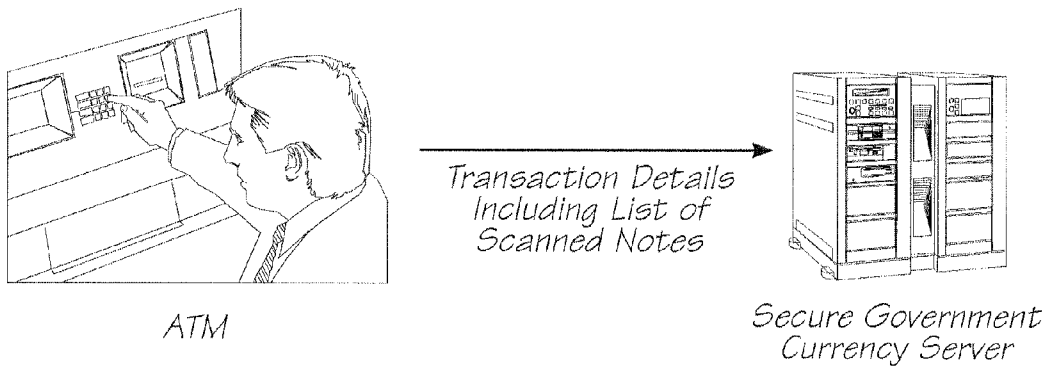 Transaction Details
Including List of
Scanned Notes
ATM
Secure Government
Currency Server